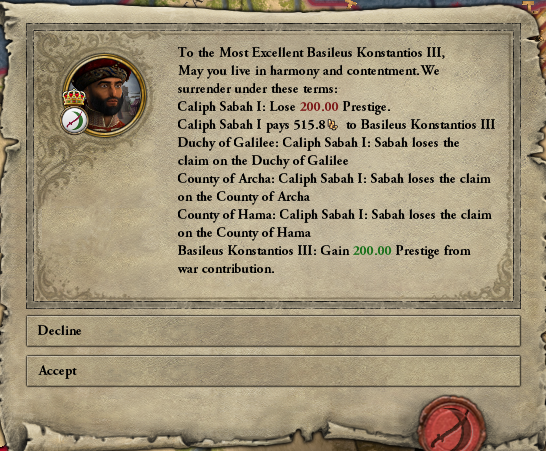 To the Most Excellent Basileus Konstantios III,
May you live in harmony and contentment.We
surrender under these terms:
Caliph Sabah I: Lose 200.00 Prestige.
Caliph Sabah I pays 515.8 to Basileus Konstantios III
Duchy of Galilee: Caliph Sabah I: Sabah loses the
claim on the Duchy of Galilee
County of Archa: Caliph Sabah I: Sabah loses the claim
on the County of Archa
County of Hama: Caliph Sabah I: Sabah loses the claim
on the County of Hama
Basileus Konstantios III: Gain 200.00 Prestige from
war contribution.
Decline
Accept